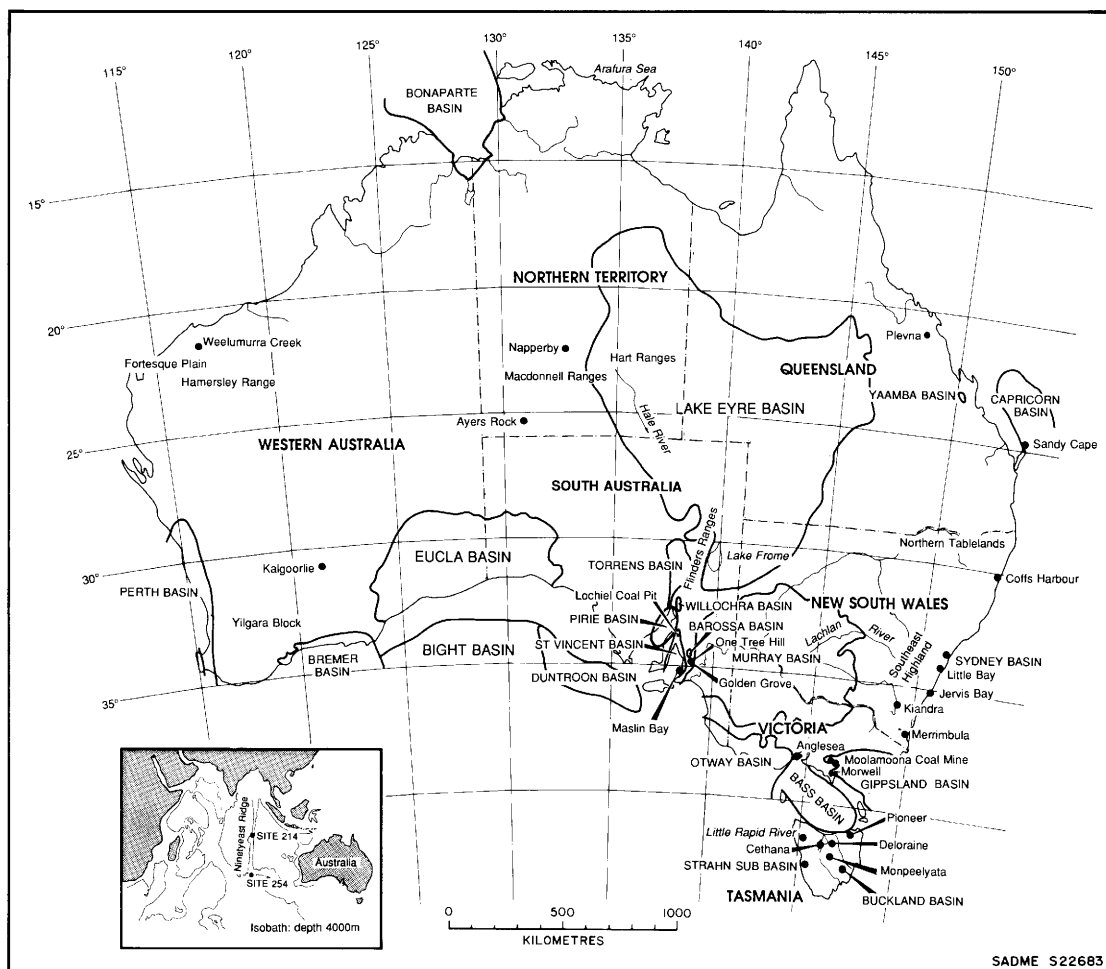 115°
120°
125°
130°
135°
140°
145°
150°
Arafura Sea
BONAPARTE
BASIN
15°
NORTHERN TERRITORY
20°
Weelumurra Creek
Fortesque Plain
Hamersley Range
Napperby
Hart Ranges
Macdonnell Ranges
Plevna
QUEENSLAND
YAAMBA BASIN
CAPRICORN
BASIN
LAKE EYRE BASIN
Hale River
Ayers Rock
Sandy Cape
WESTERN AUSTRALIA
25°
SOUTH AUSTRALIA
Flinders Ranges
Lake Frome
Northern Tablelands
EUCLA BASIN
TORRENS BASIN
Kalgoorlie
30°
PERTH BASIN
Coffs Harbour
Lochiel Coal Pit
WILLOCHRA BASIN
NEW SOUTH WALES
PIRIE BASIN
BAROSSA BASIN
Yilgara Block
ST VINCENT BASIN
One Tree Hill
Lachlan River
Southeast
Highland
BIGHT BASIN
BREMER
BASIN
MURRAY BASIN
SYDNEY BASIN
Little Bay
DUNTROON BASIN
Golden Grove
Jervis Bay
35°
Kiandra
Maslin Bay
VICTÔRIA
Merrimbula
Anglesea
OTWAY BASIN
Moolamoona Coal Mine
Morwell
GIPPSLAND BASIN
BASS BASIN
Pioneer
Little Rapid River
Cethana
Deloraine
STRAHN SUB BASIN
Monpeelyata
TASMANIA
BUCKLAND BASIN
Ninetyeast Ridge
SITE 214
Australia
SITE 254
Isobath: depth 4000m
0 500 1000
KILOMETRES
SADME S22683